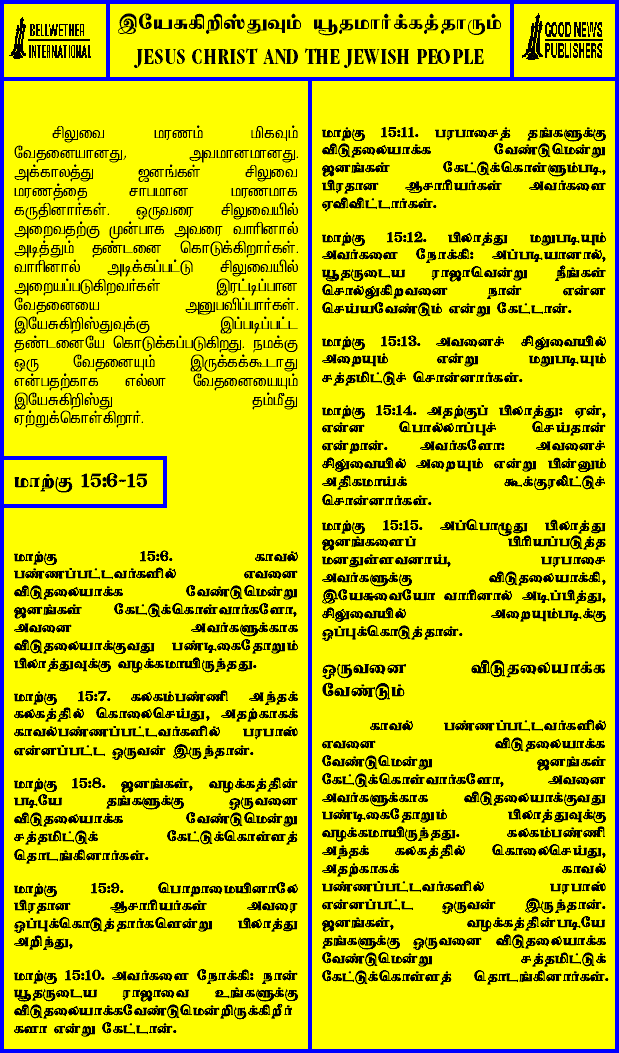 BELLWETHER
INTERNATIONAL
இயேசுகிறிஸ்துவும் யூதமார்க்கத்தாரும்
JESUS CHRIST AND THE JEWISH PEOPLE
GOOD NEWS
PUBLISHERS
சிலுவை மரணம் மிகவும்
வேதனையானது, அவமானமானது.
அக்காலத்து ஜனங்கள் சிலுவை
மரணத்தை சாபமான மரணமாக
கருதினார்கள். ஒருவரை சிலுவையில்
அறைவதற்கு முன்பாக அவரை வாரினால்
அடித்தும் தண்டனை கொடுக்கிறார்கள்.
வாரினால் அடிக்கப்பட்டு சிலுவையில்
அறையப்படுகிறவர்கள் இரட்டிப்பான
வேதனையை அனுபவிப்பார்கள்.
இயேசுகிறிஸ்துவுக்கு இப்படிப்பட்ட
தண்டனையே கொடுக்கப்படுகிறது. நமக்கு
ஒரு வேதனையும் இருக்கக்கூடாது
என்பதற்காக எல்லா வேதனையையும்
இயேசுகிறிஸ்து தம்மீது
ஏற்றுக்கொள்கிறார்.
மாற்கு 15:6-15
மாற்கு 15:6. காவல்
பண்ணப்பட்டவர்களில் எவனை
விடுதலையாக்க வேண்டுமென்று
ஜனங்கள் கேட்டுக்கொள்வார்களோ,
அவனை அவர்களுக்காக
விடுதலையாக்குவது பண்டிகைதோறும்
பிலாத்துவுக்கு வழக்கமாயிருந்தது.
மாற்கு 15:7. கலகம்பண்ணி அந்தக்
கலகத்தில் கொலைசெய்து, அதற்காகக்
காவல்பண்ணப்பட்டவர்களில் பரபாஸ்
என்னப்பட்ட ஒருவன் இருந்தான்.
மாற்கு 15:8. ஜனங்கள், வழக்கத்தின்
படியே தங்களுக்கு ஒருவனை
விடுதலையாக்க வேண்டுமென்று
சத்தமிட்டுக் கேட்டுக்கொள்ளத்
தொடங்கினார்கள்.
மாற்கு 15:9. பொறாமையினாலே
பிரதான ஆசாரியர்கள் அவரை
ஒப்புக்கொடுத்தார்களென்று பிலாத்து
அறிந்து,
மாற்கு 15:10. அவர்களை நோக்கி: நான்
யூதருடைய ராஜாவை உங்களுக்கு
விடுதலையாக்கவேண்டுமென்றிருக்கிறீர்
களா என்று கேட்டான்.
மாற்கு 15:11. பரபாசைத் தங்களுக்கு
விடுதலையாக்க வேண்டுமென்று
ஜனங்கள் கேட்டுக்கொள்ளும்படி,
பிரதான ஆசாரியர்கள் அவர்களை
ஏவிவிட்டார்கள்.
மாற்கு 15:12. பிலாத்து மறுபடியும்
அவர்களை நோக்கி: அப்படியானால்,
யூதருடைய ராஜாவென்று நீங்கள்
சொல்லுகிறவனை நான் என்ன
செய்யவேண்டும் என்று கேட்டான்.
மாற்கு 15:13. அவனைச் சிலுவையில்
அறையும் என்று மறுபடியும்
சத்தமிட்டுச் சொன்னார்கள்.
மாற்கு 15:14. அதற்குப் பிலாத்து: ஏன்,
என்ன பொல்லாப்புச் செய்தான்
என்றான். அவர்களோ: அவனைச்
சிலுவையில் அறையும் என்று பின்னும்
அதிகமாய்க் கூக்குரலிட்டுச்
சொன்னார்கள்.
மாற்கு 15:15. அப்பொழுது பிலாத்து
ஜனங்களைப் பிரியப்படுத்த
மனதுள்ளவனாய், பரபாசை
அவர்களுக்கு விடுதலையாக்கி,
இயேசுவையோ வாரினால் அடிப்பித்து,
சிலுவையில் அறையும்படிக்கு
ஒப்புக்கொடுத்தான்.
ஒருவனை விடுதலையாக்க
வேண்டும்
காவல் பண்ணப்பட்டவர்களில்
எவனை விடுதலையாக்க
வேண்டுமென்று ஜனங்கள்
கேட்டுக்கொள்வார்களோ, அவனை
அவர்களுக்காக விடுதலையாக்குவது
பண்டிகைதோறும் பிலாத்துவுக்கு
வழக்கமாயிருந்தது. கலகம்பண்ணி
அந்தக் கலகத்தில் கொலைசெய்து,
அதற்காகக் காவல்
பண்ணப்பட்டவர்களில் பரபாஸ்
என்னப்பட்ட ஒருவன் இருந்தான்.
ஜனங்கள், வழக்கத்தின்படியே
தங்களுக்கு ஒருவனை விடுதலையாக்க
வேண்டுமென்று சத்தமிட்டுக்
கேட்டுக்கொள்ளத் தொடங்கினார்கள்.